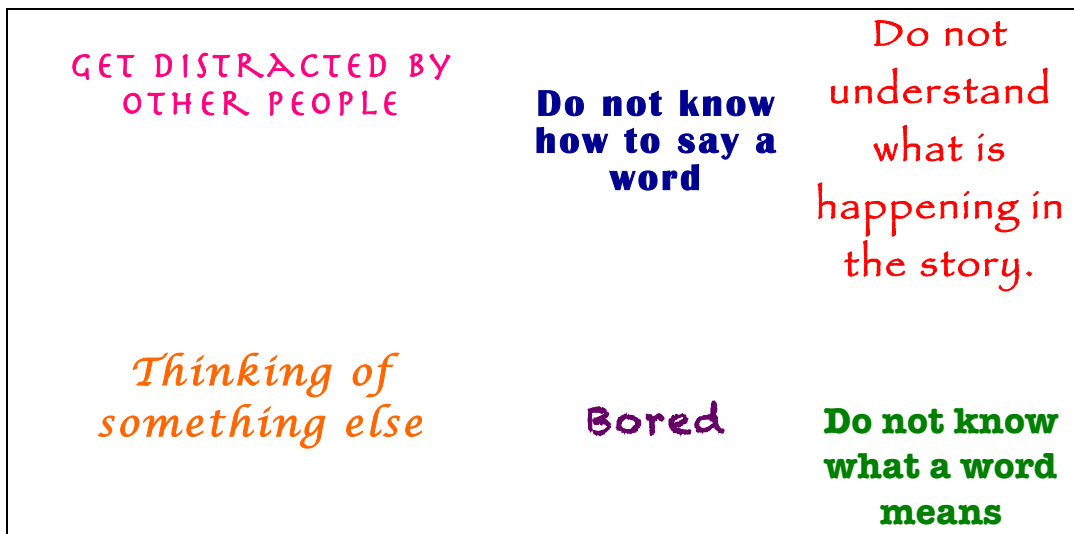 GET DISTRACTED BY
OTHER PEOPLE
Do not know
how to say a
word
Do not
understand
what is
happening in
the story.
Thinking of
something else
Bored
Do not know
what a word
means